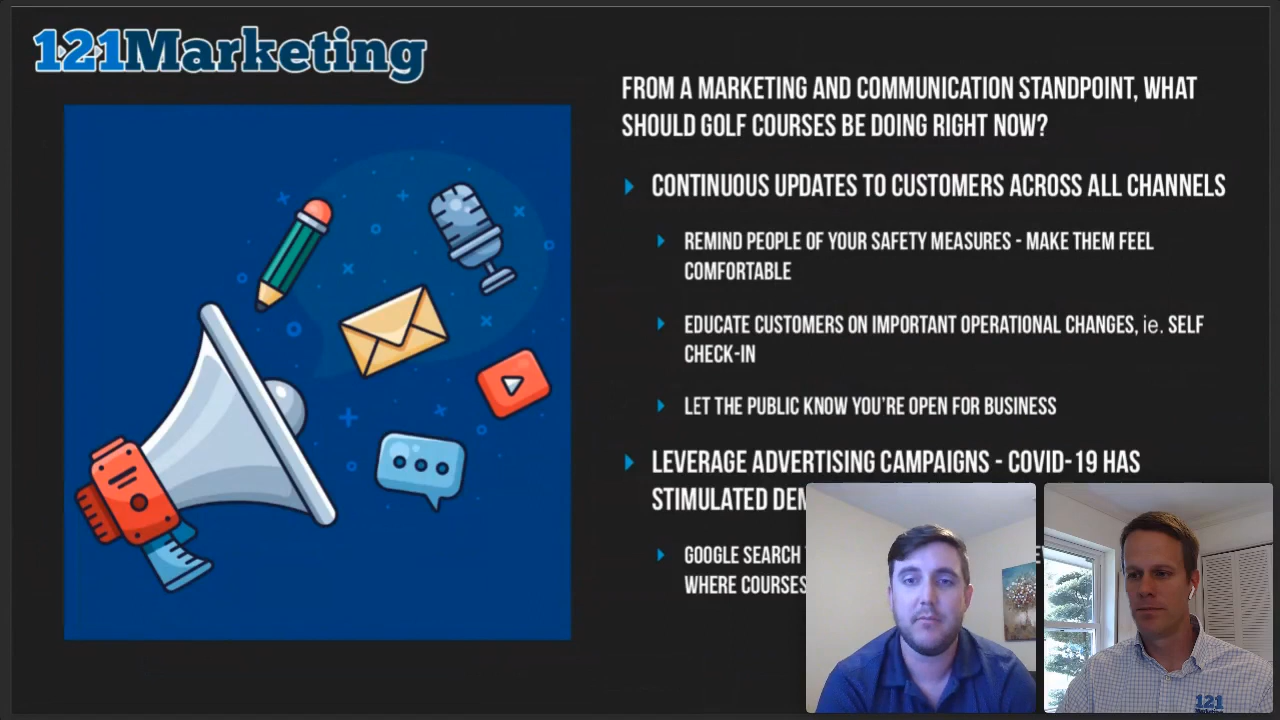 121Marketing
FROM A MARKETING AND COMMUNICATION STANDPOINT, WHAT
SHOULD GOLF COURSES BE DOING RIGHT NOW?
CONTINUOUS UPDATES TO CUSTOMERS ACROSS ALL CHANNELS
REMIND PEOPLE OF YOUR SAFETY MEASURES - MAKE THEM FEEL
COMFORTABLE
EDUCATE CUSTOMERS ON IMPORTANT OPERATIONAL CHANGES, ie. SELF
CHECK-IN
LET THE PUBLIC KNOW YOU'RE OPEN FOR BUSINESS
LEVERAGE ADVERTISING CAMPAIGNS - COVID-19 HAS
STIMULATED
GOOGLE SEARCH
WHERE COURSES
121
Marketing